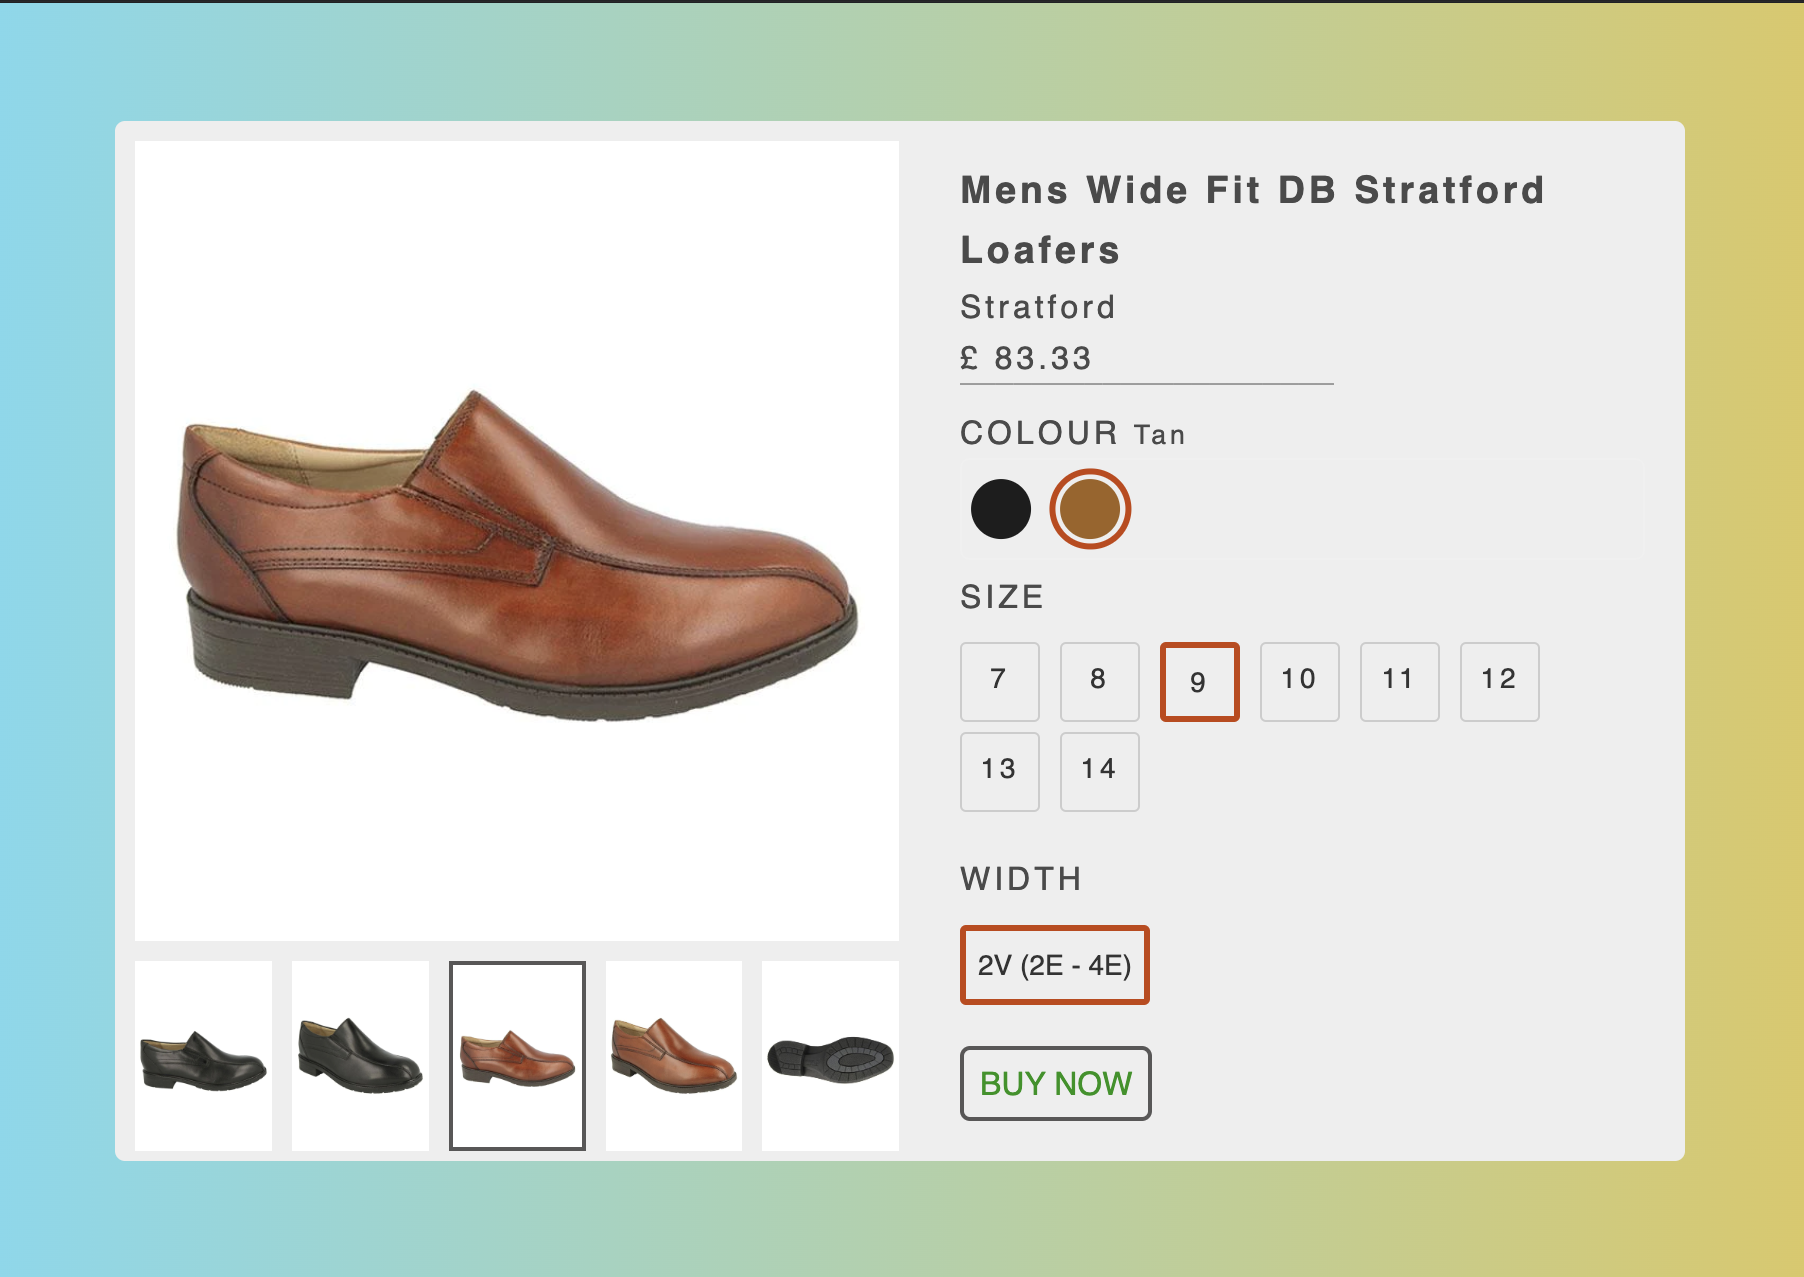 Mens Wide Fit DB Stratford
Loafers
Stratford
£ 83.33
COLOUR Tan
SIZE
7 8 9 10 11 12
13 14
WIDTH
2V (2E - 4E)
BUY NOW